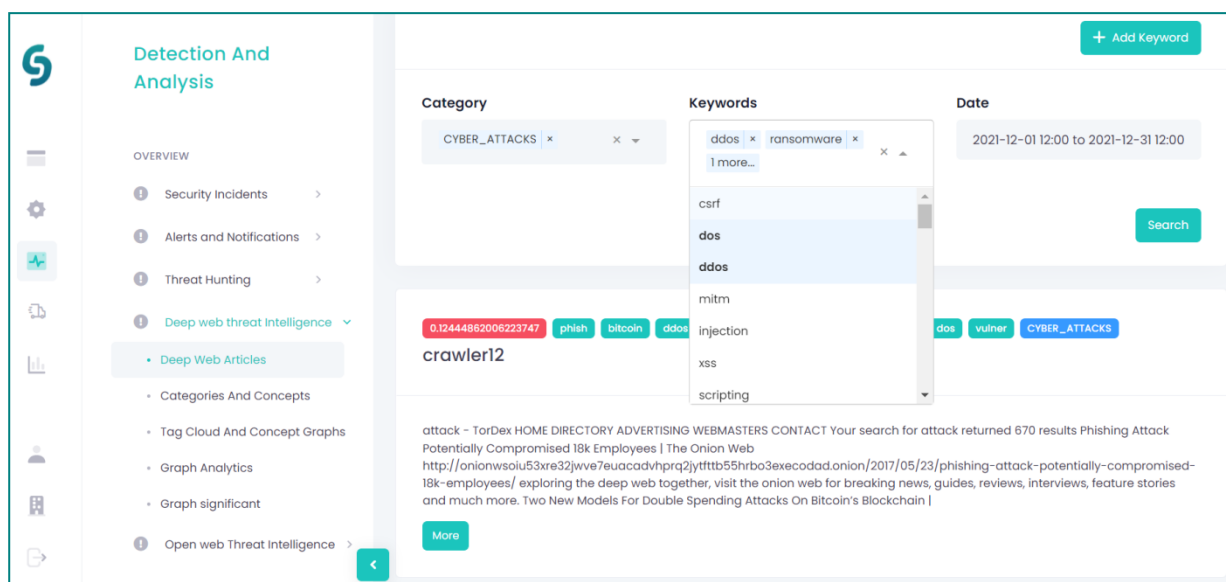 Detection And
Analysis
OVERVIEW
Security Incidents
Alerts and Notifications
Threat Hunting
Deep web threat Intelligence
Deep Web Articles
Categories And Concepts
Tag Cloud And Concept Graphs
Graph Analytics
Graph significant
Open web Threat Intelligence
+ Add Keyword
Category
CYBER_ATTACKS ×
Keywords
ddos × ransomware ×
1 more...
csrf
dos
ddos
mitm
injection
xss
scripting
Date
2021-12-01 12:00 to 2021-12-31 12:00
Search
0.12444862006223747 phish bitcoin ddos dos vulner CYBER_ATTACKS
crawler12
attack - TorDex HOME DIRECTORY ADVERTISING WEBMASTERS CONTACT Your search for attack returned 670 results Phishing Attack
Potentially Compromised 18k Employees | The Onion Web
http://onionwsoiu53xre32jwve7euacadvhprq2jytfttb55hrbo3execodad.onion/2017/05/23/phishing-attack-potentially-compromised-
18k-employees/ exploring the deep web together, visit the onion web for breaking news, guides, reviews, interviews, feature stories
and much more. Two New Models For Double Spending Attacks On Bitcoin's Blockchain |
More